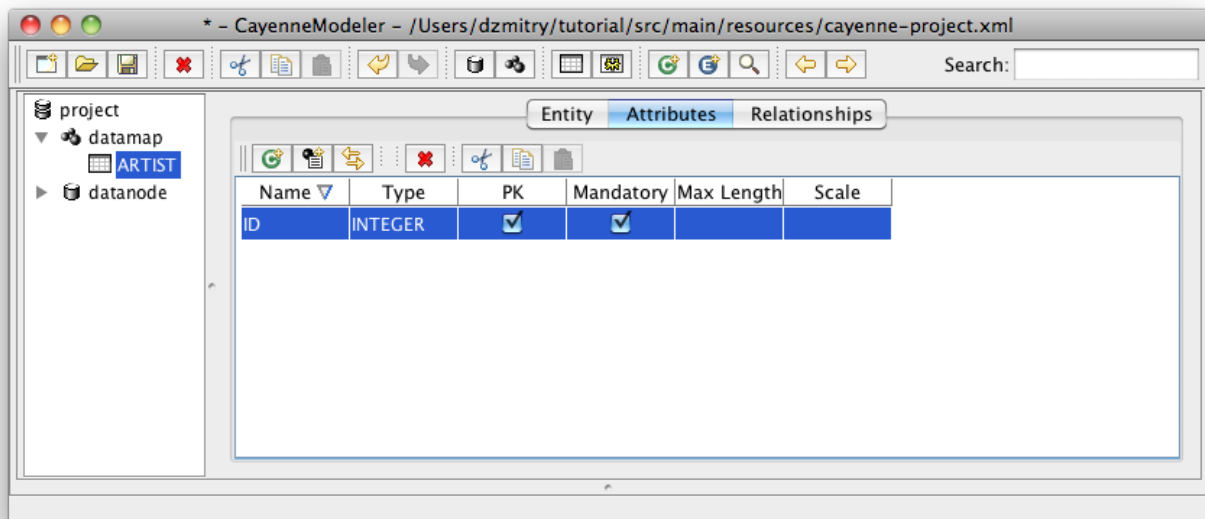 * – CayenneModeler – /Users/dzmitry/tutorial/src/main/resources/cayenne-project.xml
Search:
project
datamap
ARTIST
datanode
Entity Attributes Relationships
Name Type PK Mandatory Max Length Scale
ID INTEGER